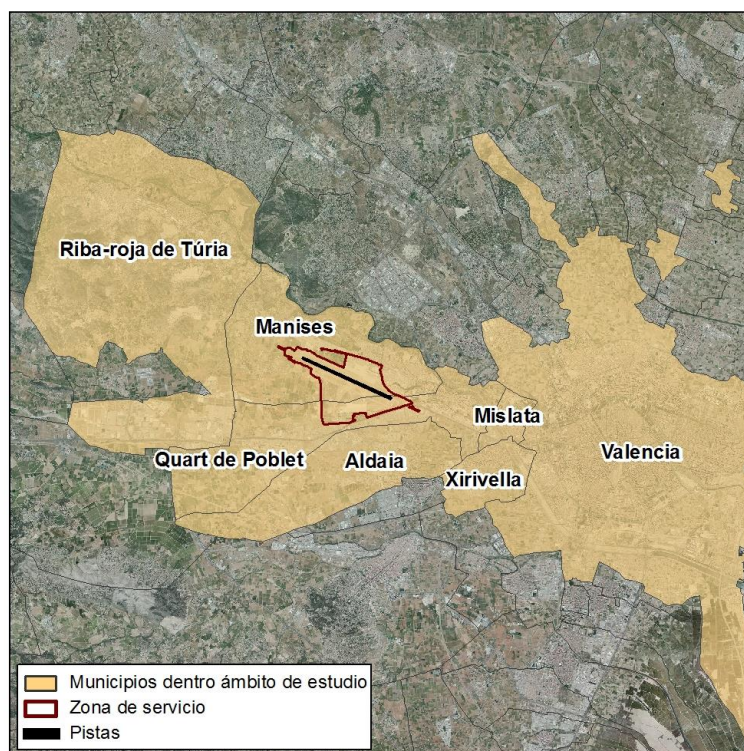 Riba-roja de Túria
Manises
Mislata
Valencia
Quart de Poblet
Aldaia
Xirivella
Municipios dentro ámbito de estudio
Zona de servicio
Pistas